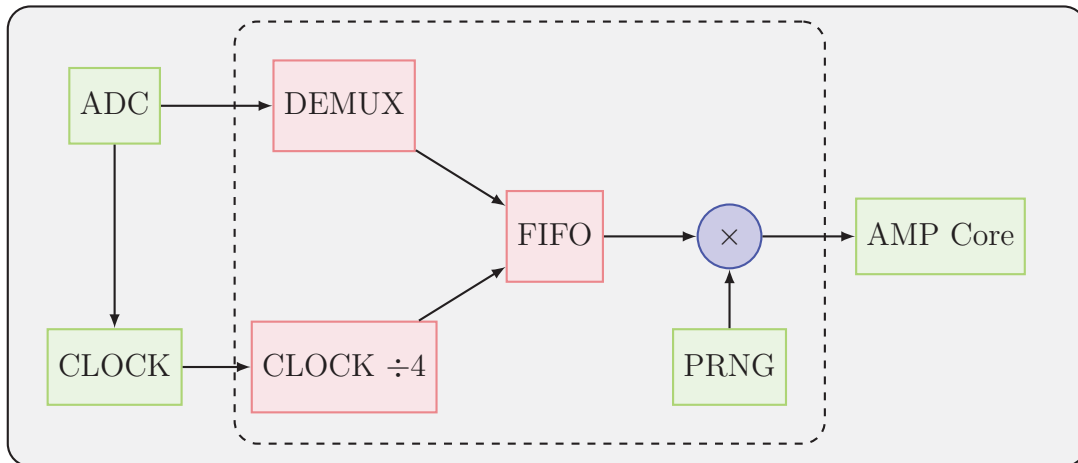 ADC
DEMUX
FIFO
×
AMP Core
CLOCK
CLOCK ÷4
PRNG